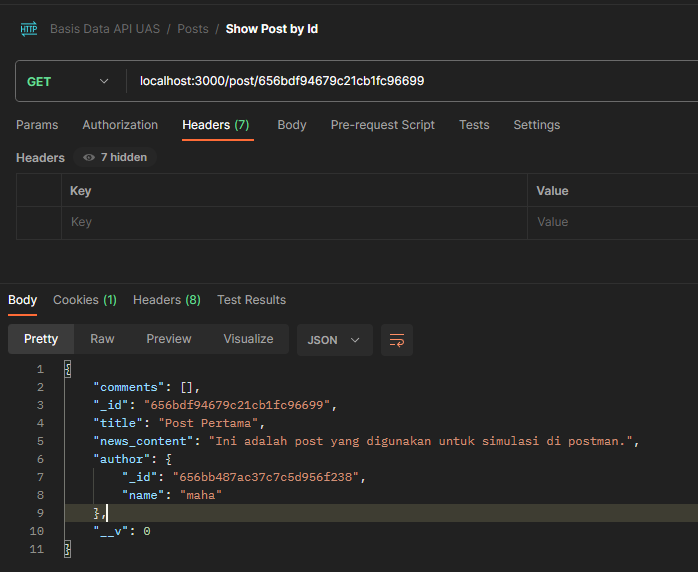 HTTP Basis Data API UAS / Posts / Show Post by Id
GET localhost:3000/post/656bdf94679c21cb1fc96699
Params Authorization Headers (7) Body Pre-request Script Tests Settings
Headers 7 hidden
Key Value
Key Value
Body Cookies (1) Headers (8) Test Results
Pretty Raw Preview Visualize JSON
1 {
2 "comments": [],
3 "_id": "656bdf94679c21cb1fc96699",
4 "title": "Post Pertama",
5 "news_content": "Ini adalah post yang digunakan untuk simulasi di postman.",
6 "author": {
7 "_id": "656bb487ac37c7c5d956f238",
8 "name": "maha"
9 },
10 "__v": 0
11 }